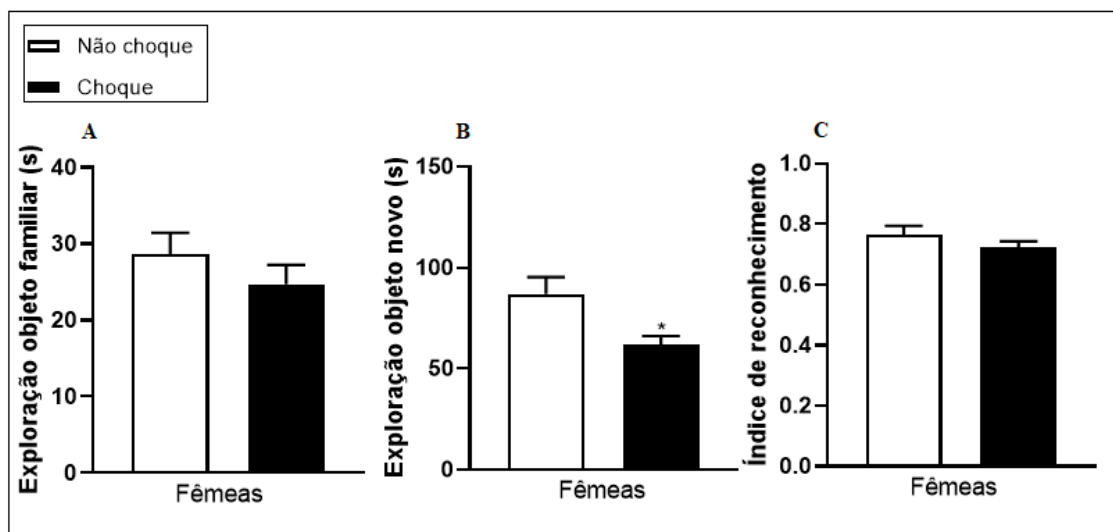 Não choque
Choque
A
Exploração objeto familiar (s)
40
30
20
10
0
Fêmeas
B
Exploração objeto novo (s)
150
100
50
0
*
Fêmeas
C
Índice de reconhecimento
1.0
0.8
0.6
0.4
0.2
0.0
Fêmeas